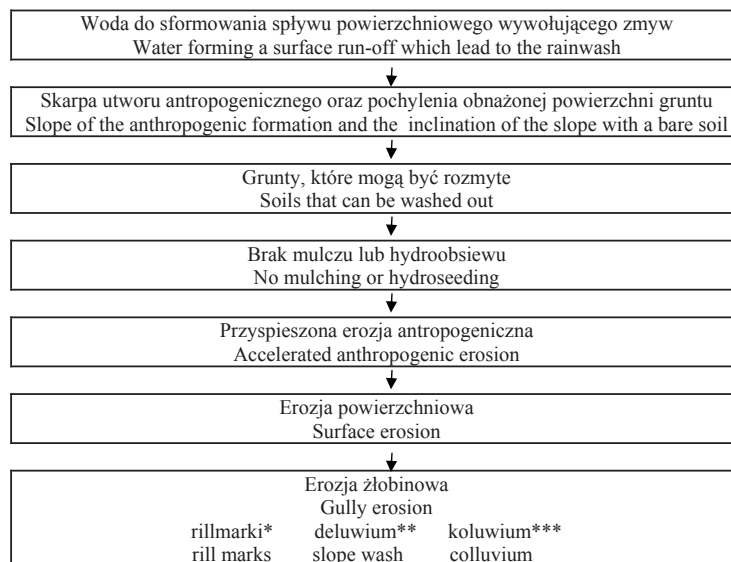 Woda do sformowania spływu powierzchniowego wywołującego zmyw
Water forming a surface run-off which lead to the rainwash
Skarpa utworu antropogenicznego oraz pochylenia obnażonej powierzchni gruntu
Slope of the anthropogenic formation and the inclination of the slope with a bare soil
Grunty, które mogą być rozmyte
Soils that can be washed out
Brak mulczu lub hydroobsiewu
No mulching or hydroseeding
Przyspieszona erozja antropogeniczna
Accelerated anthropogenic erosion
Erozja powierzchniowa
Surface erosion
Erozja żłobinowa
Gully erosion
rillmarki* deluwium** koluwium***
rill marks slope wash colluvium